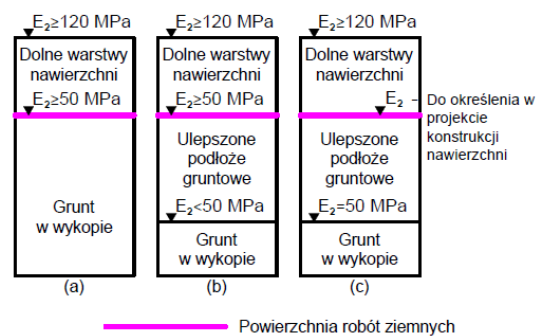 E₂≥120 MPa
Dolne warstwy
nawierzchni
E₂≥50 MPa
Grunt
w wykopie
(a)
E₂≥120 MPa
Dolne warstwy
nawierzchni
E₂≥50 MPa
Ulepszone
podłoże
gruntowe
E₂<50 MPa
Grunt
w wykopie
(b)
E₂≥120 MPa
Dolne warstwy
nawierzchni
E₂ - Do określenia w
projekcie
konstrukcji
nawierzchni
Ulepszone
podłoże
gruntowe
E₂=50 MPa
Grunt
w wykopie
(c)
Powierzchnia robót ziemnych